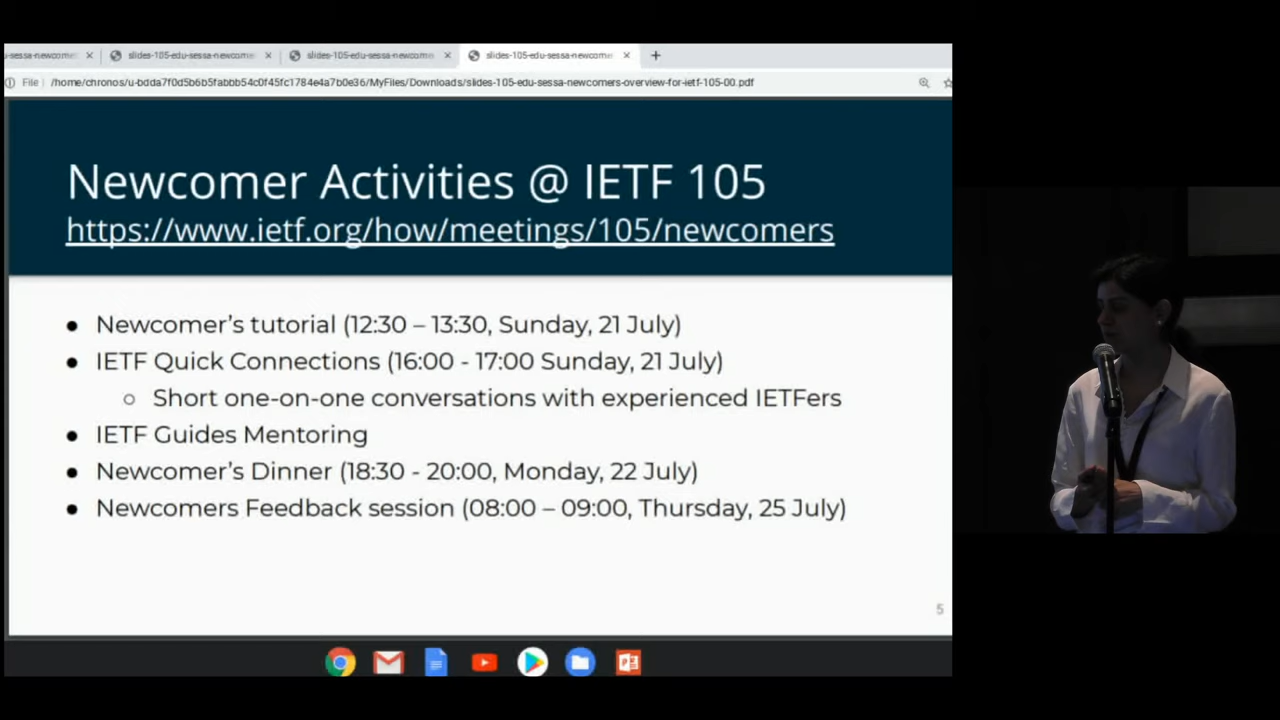 u-sessa-newcome
slides-105-edu-sessa-newcome
slides-105-edu-sessa-newcome
slides-105-edu-sessa-newcome
File
/home/chronos/u-bdda7f0d5b6b5fabbb54c0f45fc1784e4a7b0e36/MyFiles/Downloads/slides-105-edu-sessa-newcomers-overview-for-ietf-105-00.pdf
Newcomer Activities @ IETF 105
https://www.ietf.org/how/meetings/105/newcomers
● Newcomer’s tutorial (12:30 – 13:30, Sunday, 21 July)
● IETF Quick Connections (16:00 - 17:00 Sunday, 21 July)
○ Short one-on-one conversations with experienced IETFers
● IETF Guides Mentoring
● Newcomer’s Dinner (18:30 - 20:00, Monday, 22 July)
● Newcomers Feedback session (08:00 – 09:00, Thursday, 25 July)
5